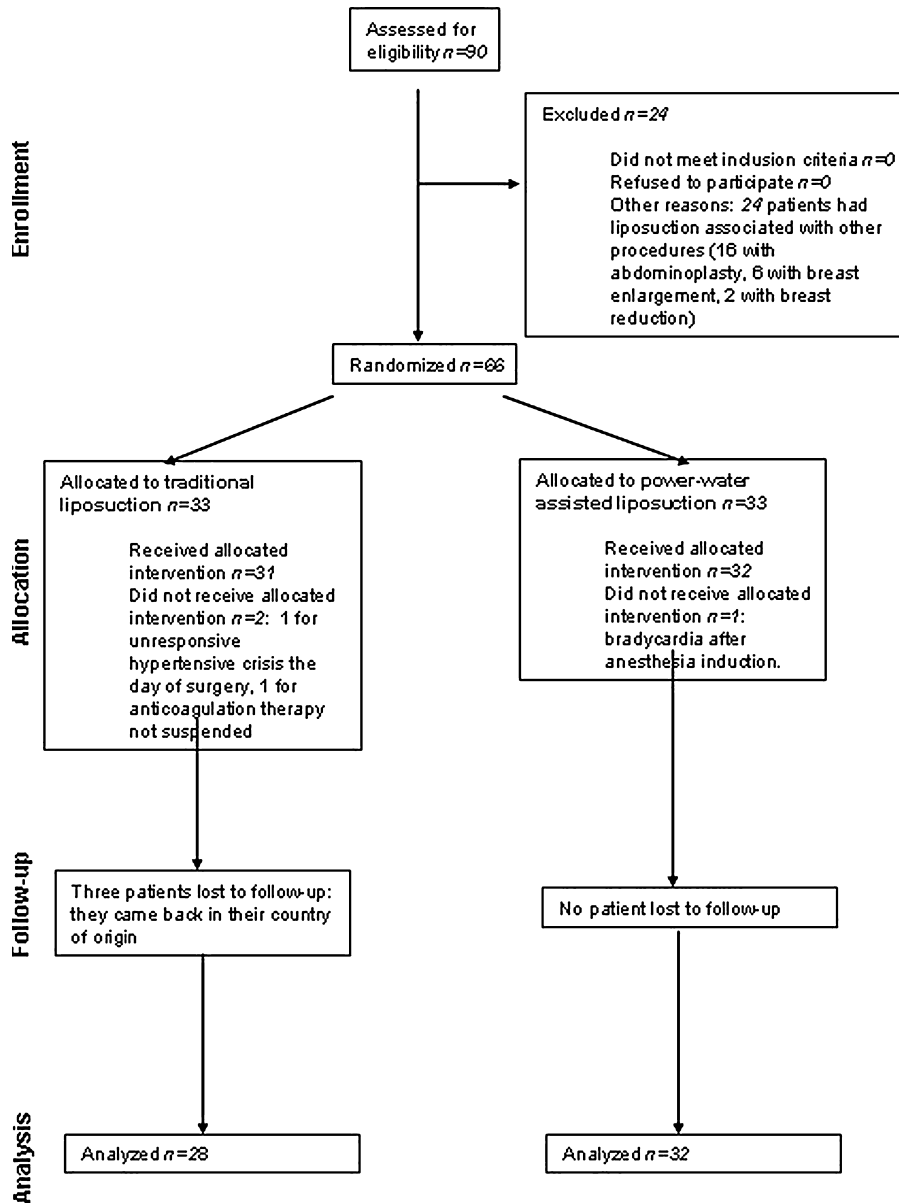 Assessed for
eligibility n=90
Enrollment
Excluded n=24
Did not meet inclusion criteria n=0
Refused to participate n=0
Other reasons: 24 patients had
liposuction associated with other
procedures (16 with
abdominoplasty, 6 with breast
enlargement, 2 with breast
reduction)
Randomized n=66
Allocation
Allocated to traditional
liposuction n=33
Received allocated
intervention n=31
Did not receive allocated
intervention n=2: 1 for
unresponsive
hypertensive crisis the
day of surgery, 1 for
anticoagulation therapy
not suspended
Allocated to power-water
assisted liposuction n=33
Received allocated
intervention n=32
Did not receive allocated
intervention n=1:
bradycardia after
anesthesia induction.
Follow-up
Three patients lost to follow-up:
they came back in their country
of origin
No patient lost to follow-up
Analysis
Analyzed n=28
Analyzed n=32